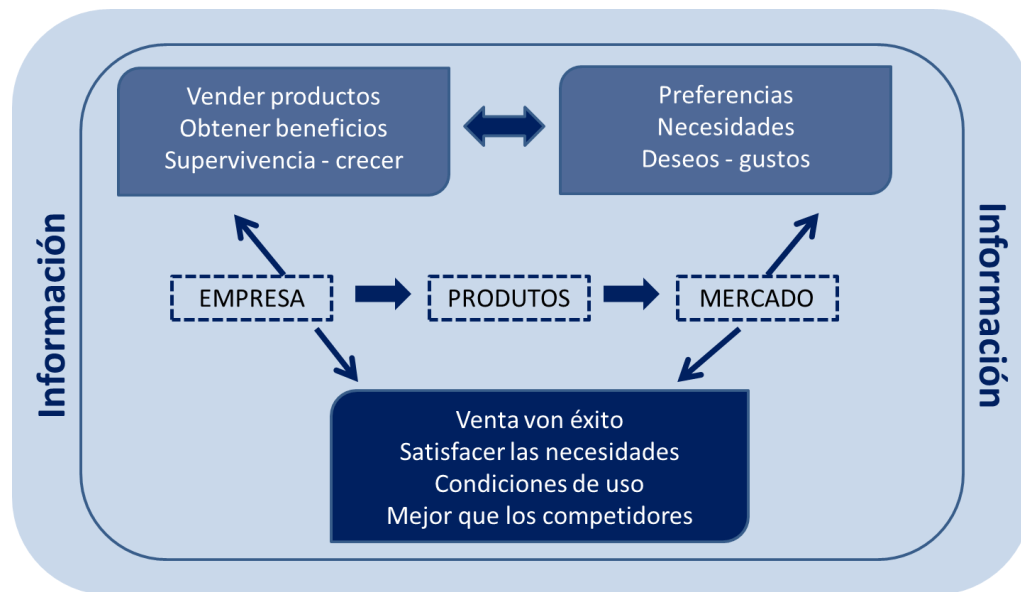 Información
Vender productos
Obtener beneficios
Supervivencia - crecer
Preferencias
Necesidades
Deseos - gustos
EMPRESA
PRODUTOS
MERCADO
Venta von éxito
Satisfacer las necesidades
Condiciones de uso
Mejor que los competidores
Información